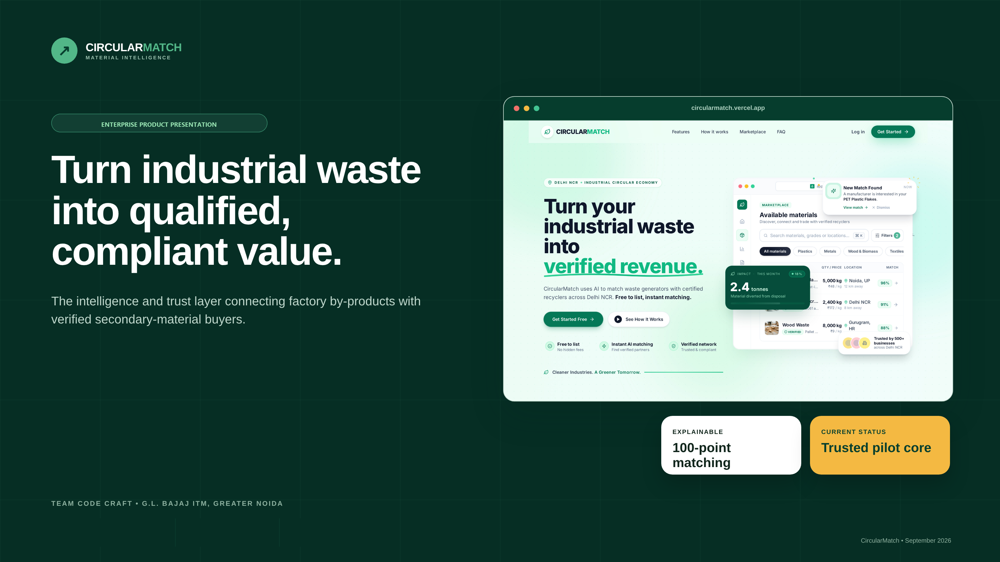 CIRCULARMATCH
MATERIAL INTELLIGENCE
ENTERPRISE PRODUCT PRESENTATION
Turn industrial waste
into qualified,
compliant value.
The intelligence and trust layer connecting factory by-products with
verified secondary-material buyers.
TEAM CODE CRAFT • G.L. BAJAJ ITM, GREATER NOIDA
circularmatch.vercel.app
CIRCULARMATCH
Features
How it works
Marketplace
FAQ
Log in
Get Started
DELHI NCR • INDUSTRIAL CIRCULAR ECONOMY
Turn your
industrial waste
into
verified revenue.
CircularMatch uses AI to match waste generators with certified
recyclers across Delhi NCR. Free to list, instant matching.
Get Started Free
See How It Works
Free to list
No hidden fees
Instant AI matching
Find verified partners
Verified network
Trusted & compliant
Cleaner Industries. A Greener Tomorrow.
app
New Match Found
NOW
A manufacturer is interested in your
PET Plastic Flakes.
View match
Dismiss
MARKETPLACE
Available materials
Discover, connect and trade with verified recyclers
Search materials, grades or locations...
⌘ K
Filters 2
All materials
Plastics
Metals
Wood & Biomass
Textiles
QTY / PRICE LOCATION MATCH
IMPACT · THIS MONTH
18%
2.4 tonnes
Material diverted from disposal
5,000 kg Noida, UP 96%
₹48 / kg 12 km away
2,400 kg Delhi NCR 91%
₹172 / kg 8 km away
Wood Waste 8,000 kg Gurugram,
HR 88%
VERIFIED Pallet ... ₹9 / kg
Trusted by 500+
businesses
across Delhi NCR
EXPLAINABLE
100-point
matching
CURRENT STATUS
Trusted pilot core
CircularMatch • September 2026